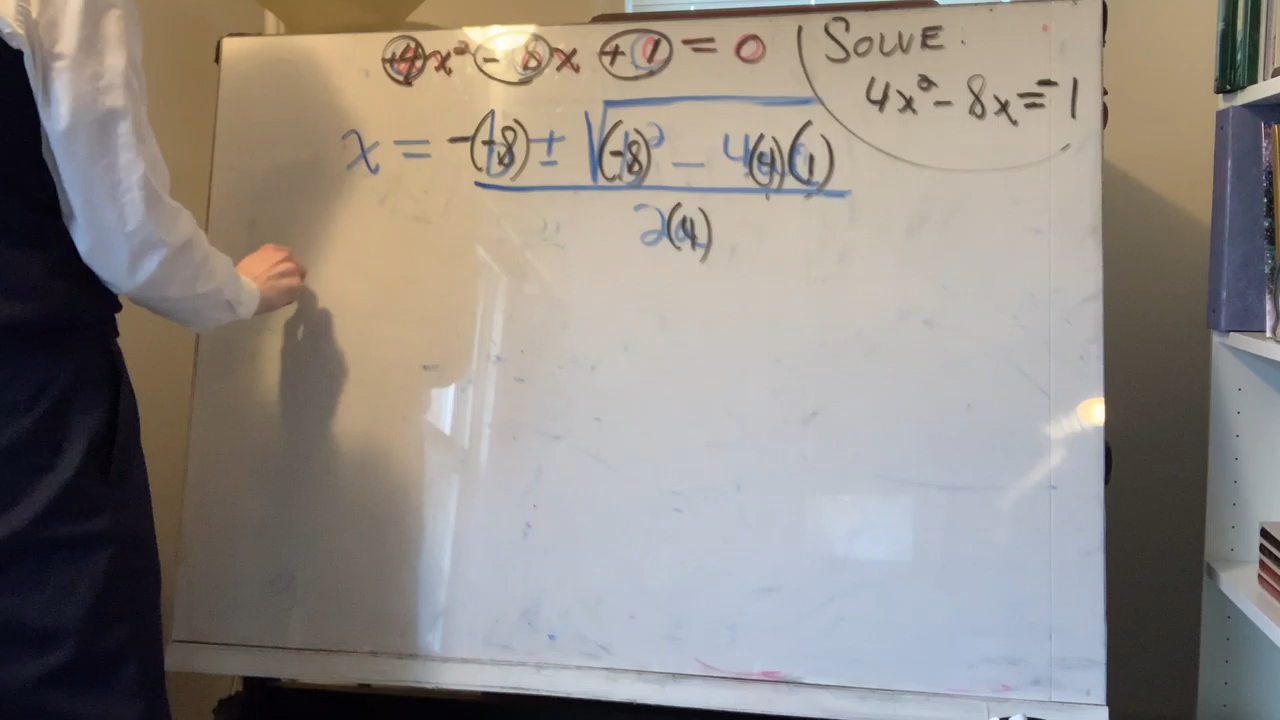 +4x² - 8x + 1 = 0
SOLVE.
4x² - 8x = -1
x = -(-8) ± √(-8)² - 4(4)(1)
2(4)